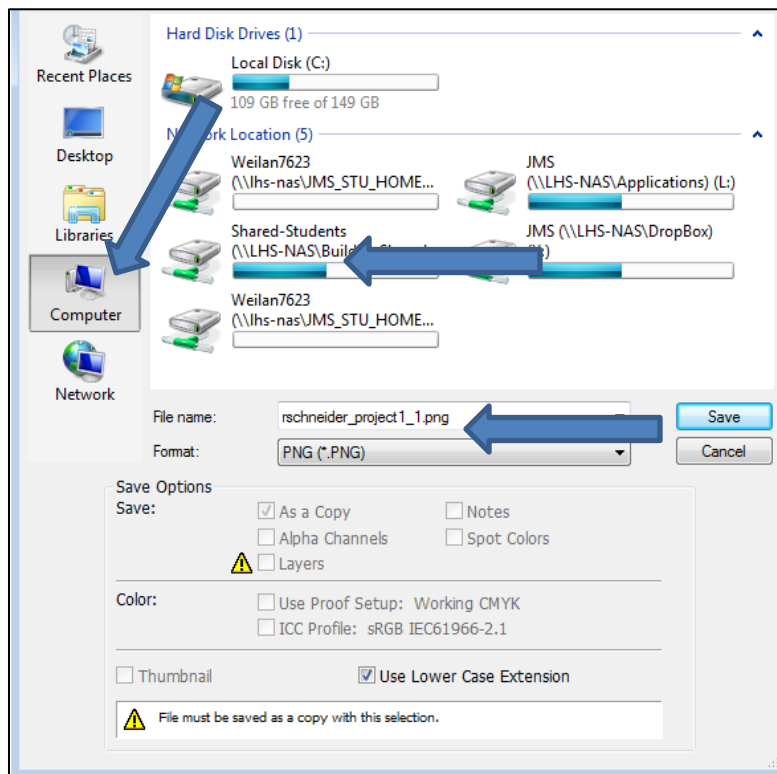 Recent Places
Desktop
Libraries
Computer
Network
Hard Disk Drives (1)
Local Disk (C:)
109 GB free of 149 GB
Location (5)
Weilan7623
(\\lhs-nas\JMS_STU_HOME...
JMS
(\\LHS-NAS\Applications) (L:)
Shared-Students
(\\LHS-NAS\Build
JMS (\\LHS-NAS\DropBox)
Weilan7623
(\\lhs-nas\JMS_STU_HOME...
File name:
rschneider_project1_1.png
Save
Format:
PNG (*.PNG)
Cancel
Save Options
Save:
As a Copy
Notes
Alpha Channels
Spot Colors
Layers
Color:
Use Proof Setup: Working CMYK
ICC Profile: sRGB IEC61966-2.1
Thumbnail
Use Lower Case Extension
File must be saved as a copy with this selection.